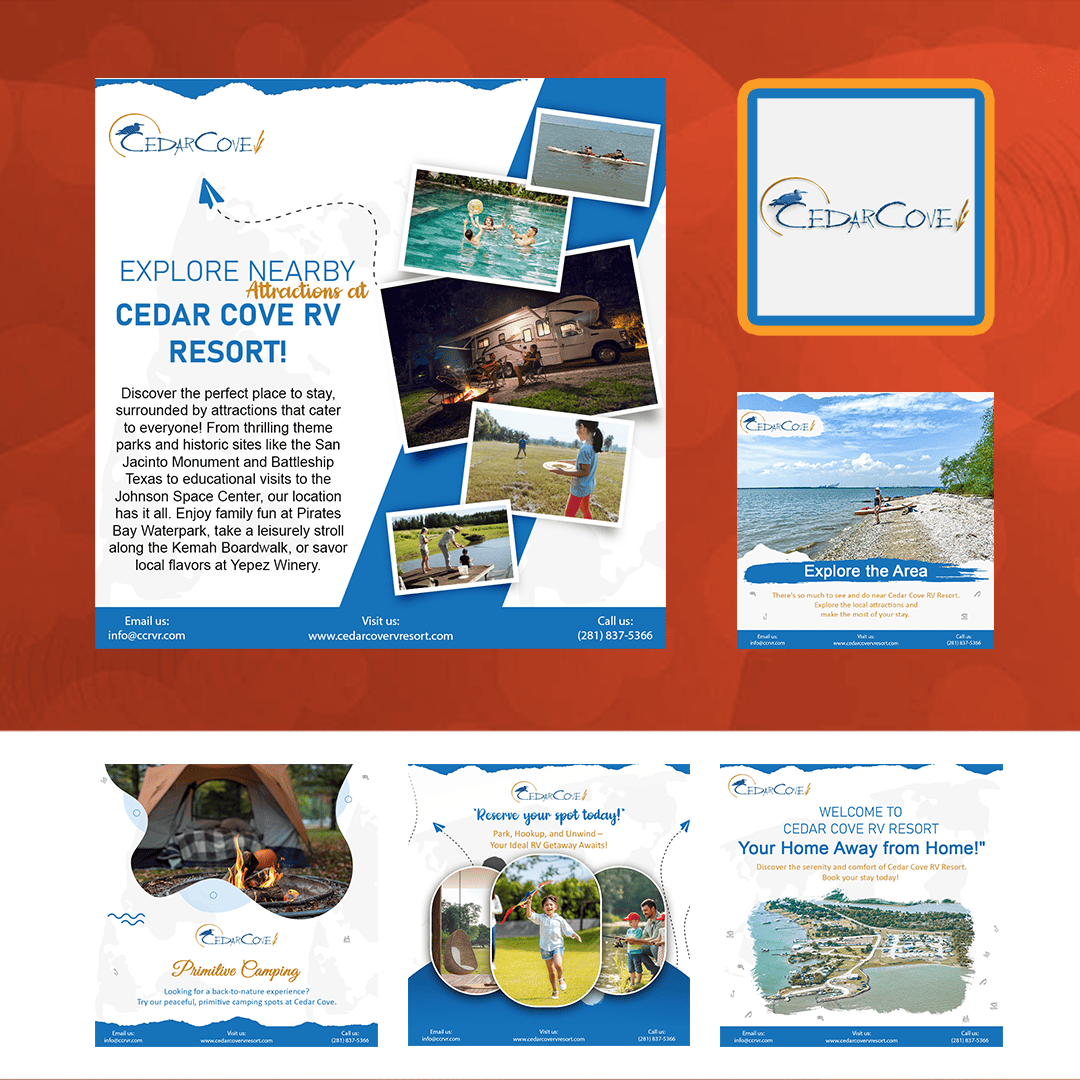 CEDARCOVE
EXPLORE NEARBY
Attractions at
CEDAR COVE RV
RESORT!
Discover the perfect place to stay,
surrounded by attractions that cater
to everyone! From thrilling theme
parks and historic sites like the San
Jacinto Monument and Battleship
Texas to educational visits to the
Johnson Space Center, our location
has it all. Enjoy family fun at Pirates
Bay Waterpark, take a leisurely stroll
along the Kemah Boardwalk, or savor
local flavors at Yepez Winery.
Email us:
info@ccrvr.com
Visit us:
www.cedarcovervresort.com
Call us:
(281) 837-5366
CEDARCOVE
CEDARCOVE
Explore the Area
There's so much to see and do near Cedar Cove RV Resort.
Explore the local attractions and
make the most of your stay.
Email us:
info@ccrvr.com
Visit us:
www.cedarcovervresort.com
Call us:
(281) 837-5366
CEDARCOVE
Primitive Camping
Looking for a back-to-nature experience?
Try our peaceful, primitive camping spots at Cedar Cove.
Email us:
info@ccrvr.com
Visit us:
www.cedarcovervresort.com
Call us:
(281) 837-5366
CEDARCOVE
"Reserve your spot today!"
Park, Hookup, and Unwind –
Your Ideal RV Getaway Awaits!
Email us:
info@ccrvr.com
Visit us:
www.cedarcovervresort.com
Call us:
(281) 837-5366
CEDARCOVE
WELCOME TO
CEDAR COVE RV RESORT
Your Home Away from Home!"
Discover the serenity and comfort of Cedar Cove RV Resort.
Book your stay today!
Email us:
info@ccrvr.com
Visit us:
www.cedarcovervresort.com
Call us:
(281) 837-5366